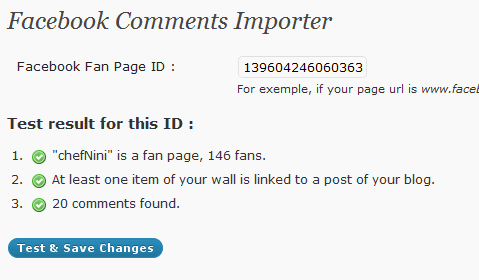 Facebook Comments Importer
Facebook Fan Page ID : 139604246060363
For exemple, if your page url is www.faceb
Test result for this ID :
1. "chefNini" is a fan page, 146 fans.
2. At least one item of your wall is linked to a post of your blog.
3. 20 comments found.
Test & Save Changes